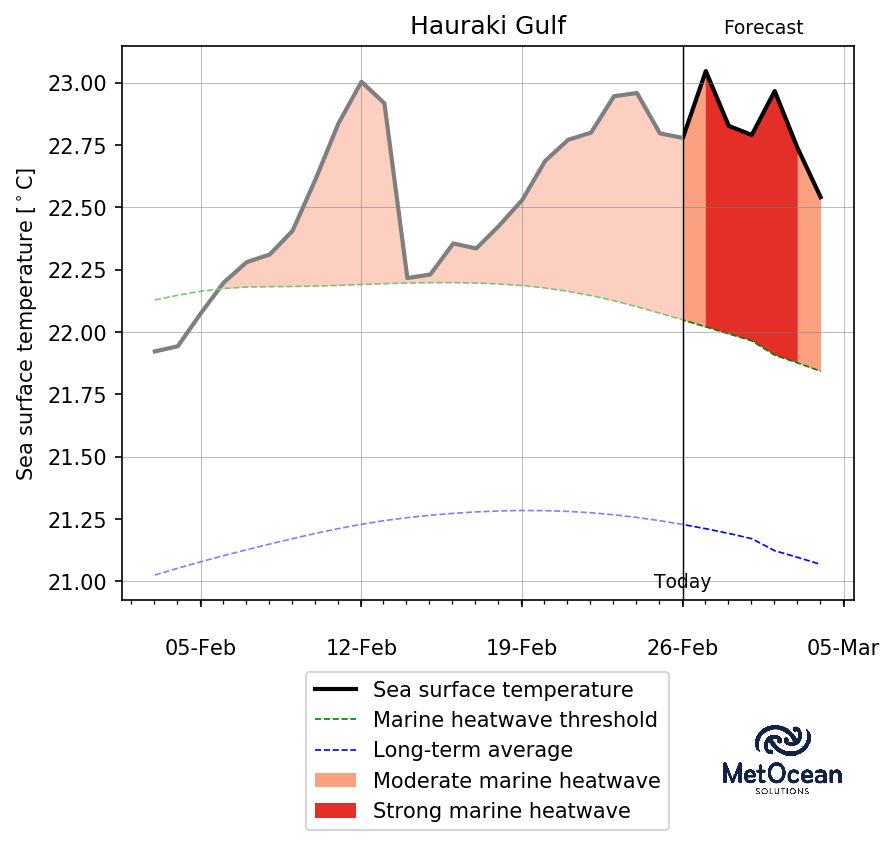 Hauraki Gulf
Forecast
Sea surface temperature [°C]
23.00
22.75
22.50
22.25
22.00
21.75
21.50
21.25
21.00
Today
05-Feb 12-Feb 19-Feb 26-Feb 05-Mar
Sea surface temperature
Marine heatwave threshold
Long-term average
Moderate marine heatwave
Strong marine heatwave
MetOcean
SOLUTIONS